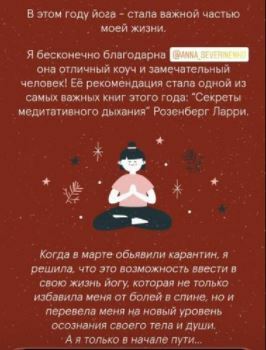 В этом году йога – стала важной частью
моей жизни.
Я бесконечно благодарна
она отличный коуч и замечательный
человек! Её рекомендация стала одной из
самых важных книг этого года: "Секреты
медитативного дыхания" Розенберг Ларри.
Когда в марте обьявили карантин, я
решила, что это возможность ввести в
свою жизнь йогу, которая не только
избавила меня от болей в спине, но и
перевела меня на новый уровень
осознания своего тела и души.
А я только в начале пути...